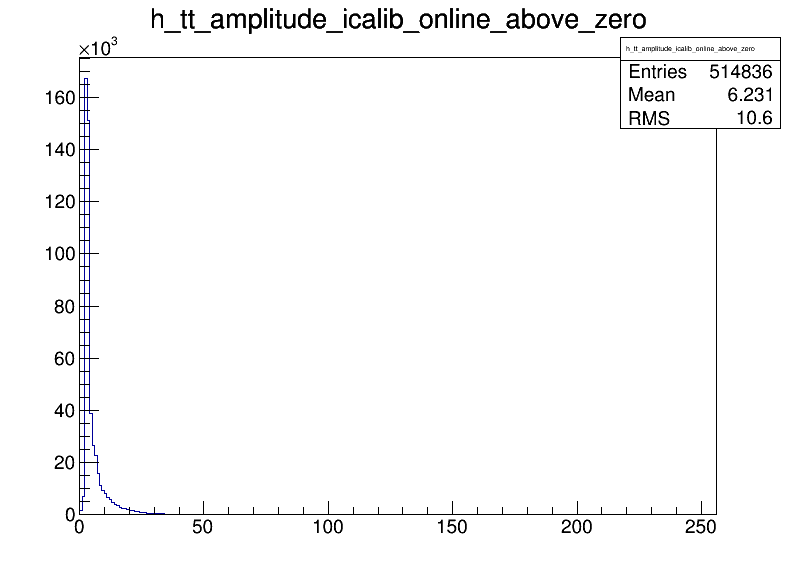 h_tt_amplitude_icalib_online_above_zero
×10³
h_tt_amplitude_icalib_online_above_zero
Entries 514836
Mean 6.231
RMS 10.6
160
140
120
100
80
60
40
20
0
0 50 100 150 200 250